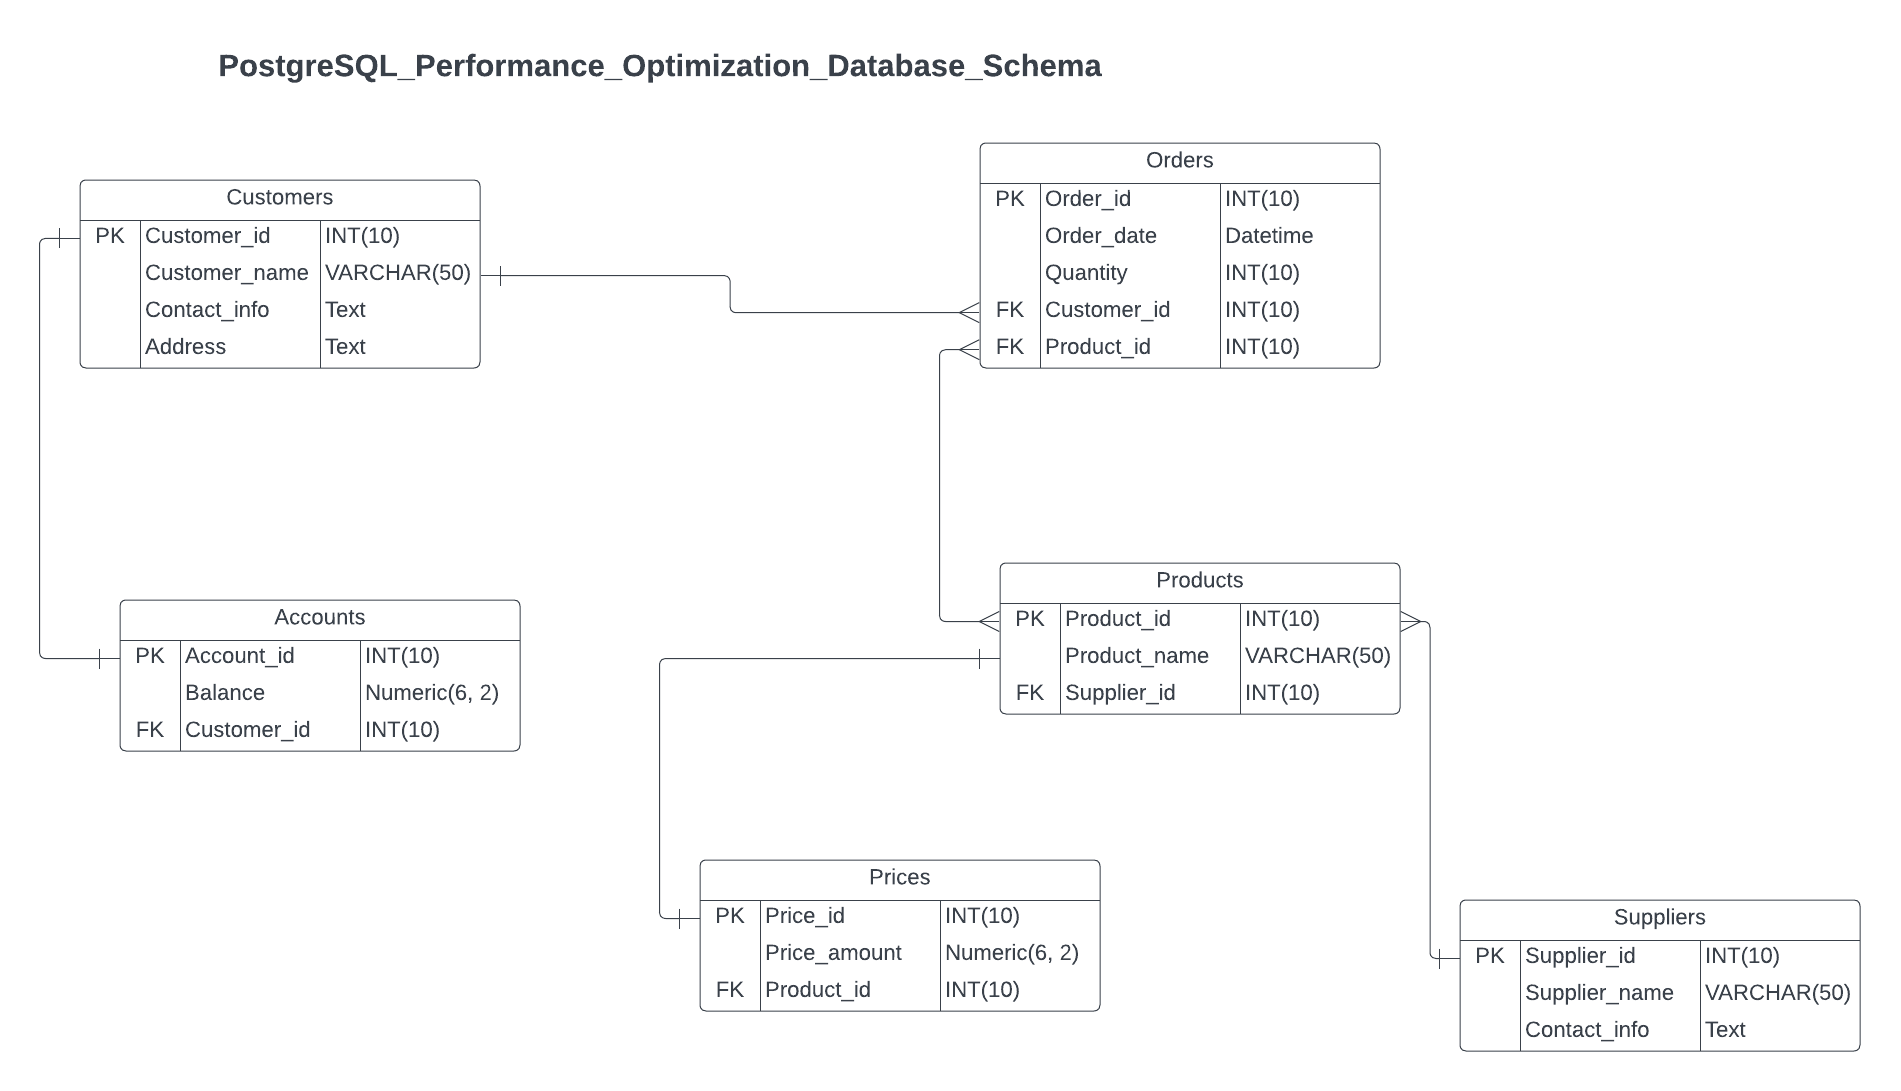 PostgreSQL_Performance_Optimization_Database_Schema
Customers
PK Customer_id INT(10)
Customer_name VARCHAR(50)
Contact_info Text
Address Text
Orders
PK Order_id INT(10)
Order_date Datetime
Quantity INT(10)
FK Customer_id INT(10)
FK Product_id INT(10)
Accounts
PK Account_id INT(10)
Balance Numeric(6, 2)
FK Customer_id INT(10)
Products
PK Product_id INT(10)
Product_name VARCHAR(50)
FK Supplier_id INT(10)
Prices
PK Price_id INT(10)
Price_amount Numeric(6, 2)
FK Product_id INT(10)
Suppliers
PK Supplier_id INT(10)
Supplier_name VARCHAR(50)
Contact_info Text